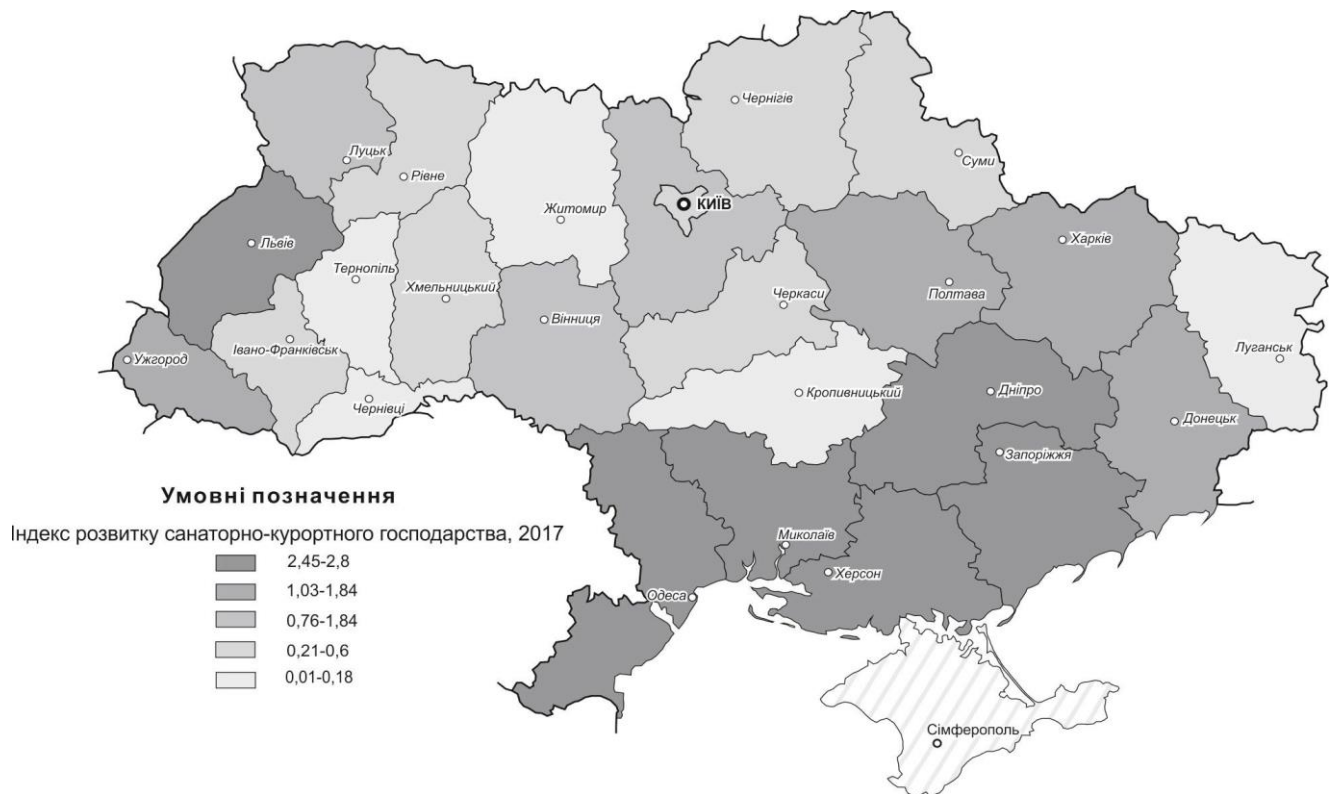 Чернігів
Суми
Луцьк
Рівне
КИЇВ
Житомир
Львів
Харків
Тернопіль
Хмельницький
Полтава
Черкаси
Вінниця
Івано-Франківськ
Ужгород
Луганськ
Чернівці
Кропивницький
Дніпро
Донецьк
Запоріжжя
Умовні позначення
Індекс розвитку санаторно-курортного господарства, 2017
2,45-2,8
1,03-1,84
0,76-1,84
0,21-0,6
0,01-0,18
Миколаїв
Херсон
Одеса
Сімферополь